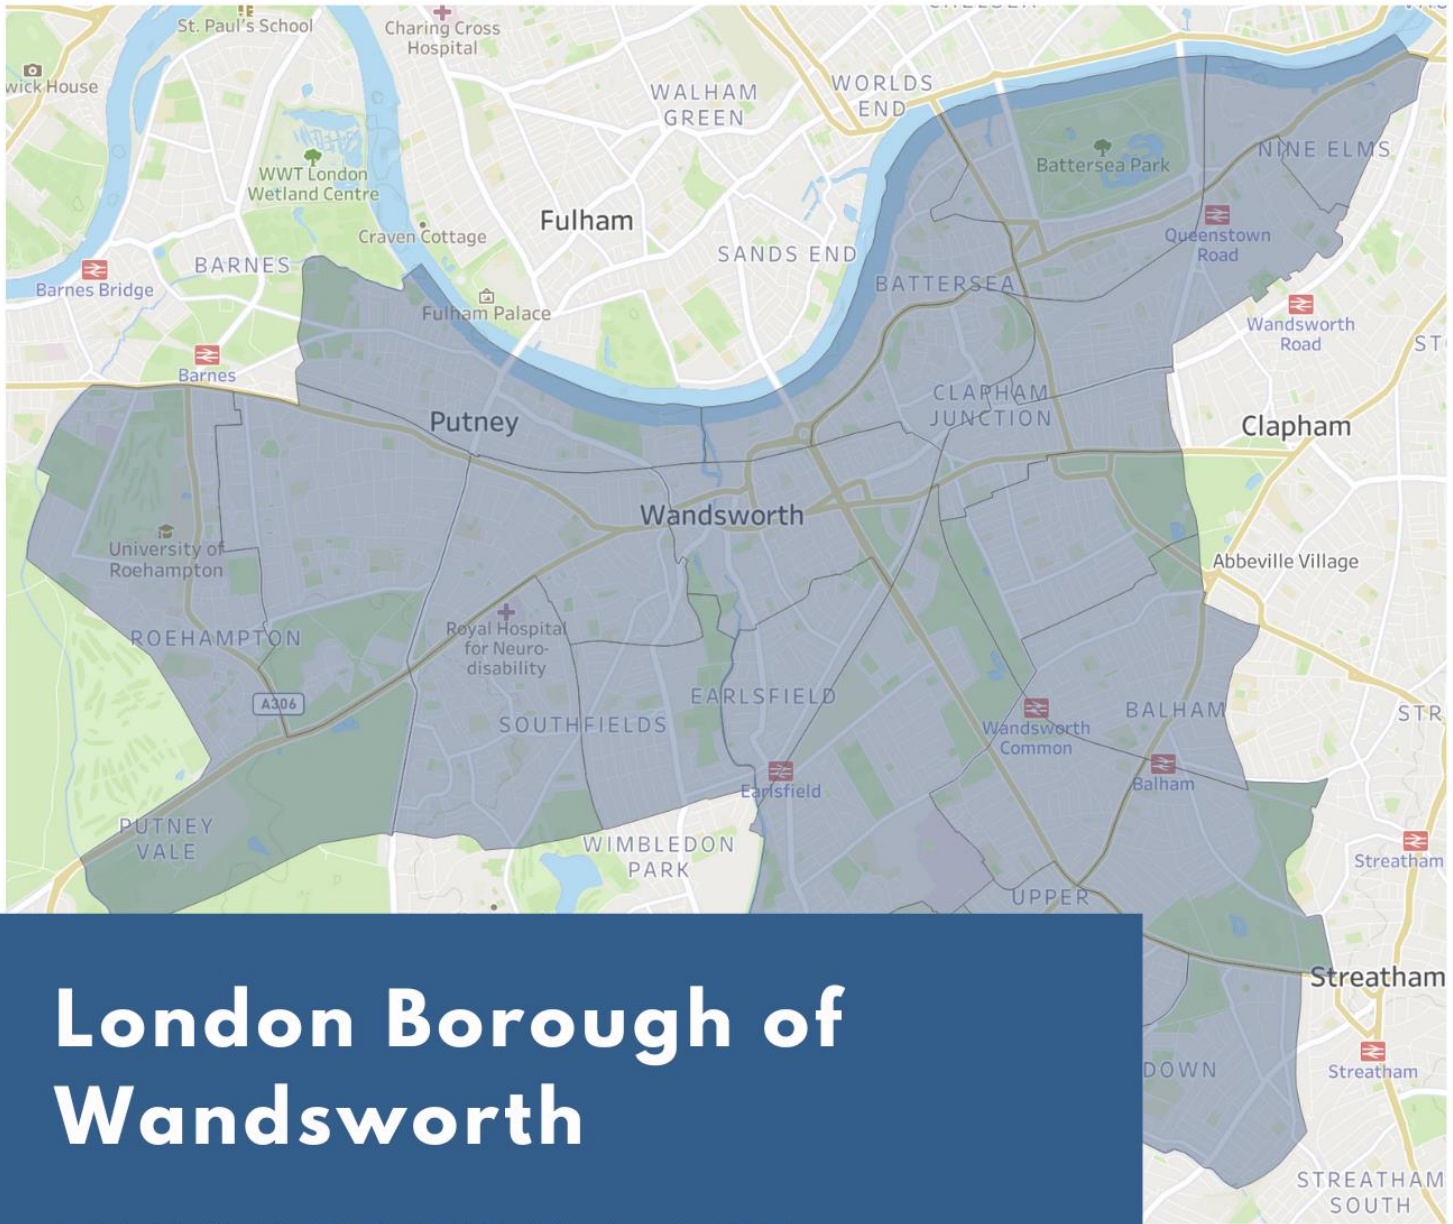 St. Paul's School
Charing Cross
Hospital
wick House
WALHAM
GREEN
WORLDS
END
WWT London
Wetland Centre
Battersea Park
NINE ELMS
Craven Cottage
Fulham
SANDS END
Queenstown
Road
BARNES
Barnes Bridge
Fulham Palace
BATTERSEA
Wandsworth
Road
ST
Barnes
Putney
CLAPHAM
JUNCTION
Clapham
Wandsworth
University of
Roehampton
Abbeville Village
ROEHAMPTON
Royal Hospital
for Neuro-
disability
A306
EARLSFIELD
SOUTHFIELDS
Wandsworth
Common
BALHAM
STR
Earlsfield
Balham
PUTNEY
VALE
WIMBLEDON
PARK
Streatham
UPPER
Streatham
London Borough of
Wandsworth
DOWN
Streatham
STREATHAM
SOUTH